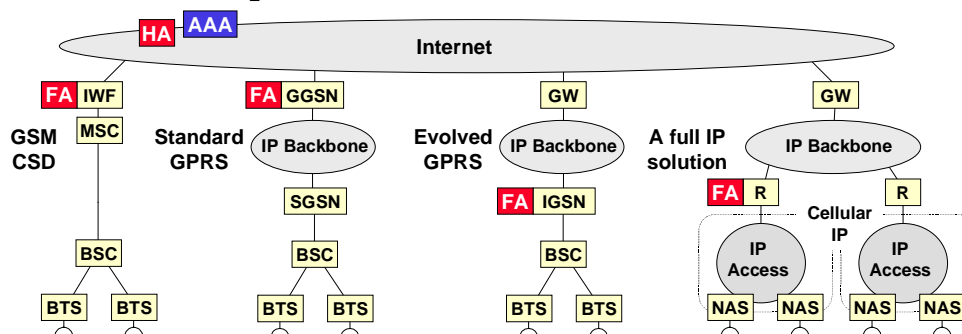 HA AAA
Internet
FA IWF
FA GGSN
GW
GW
MSC
GSM
CSD
Standard
GPRS
IP Backbone
Evolved
GPRS
IP Backbone
A full IP
solution
IP Backbone
SGSN
FA IGSN
FA R
R
Cellular
IP
BSC
BSC
BSC
IP
Access
IP
Access
BTS BTS
BTS BTS
BTS BTS
NAS NAS
NAS NAS